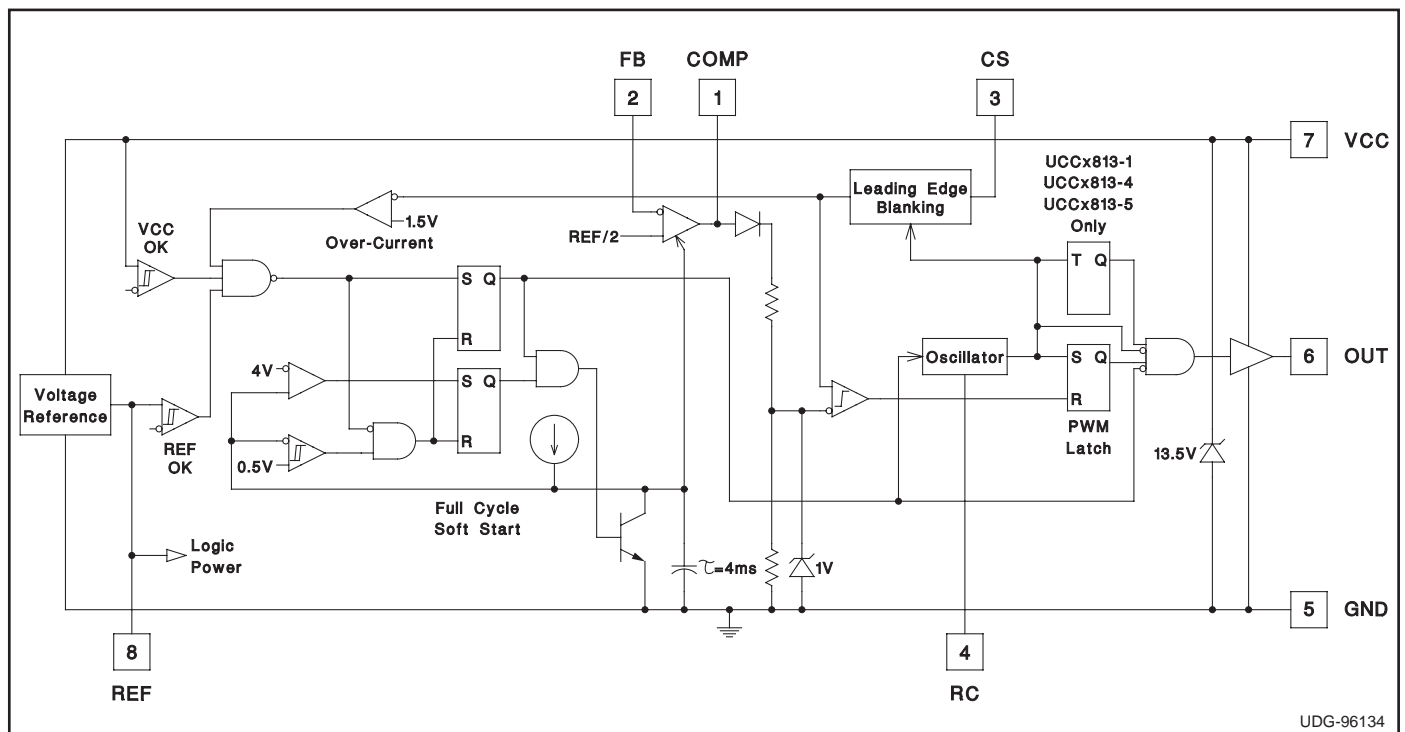 FB
COMP
CS
2
1
3
7
VCC
UCCx813-1
UCCx813-4
UCCx813-5
Only
Leading Edge
Blanking
1.5V
Over-Current
VCC
OK
REF/2
T Q
S Q
R
Oscillator
S Q
R
PWM
Latch
6
OUT
4V
S Q
R
Voltage
Reference
REF
OK
0.5V
13.5V
Full Cycle
Soft Start
Logic
Power
τ=4ms
1V
5
GND
8
REF
4
RC
UDG-96134